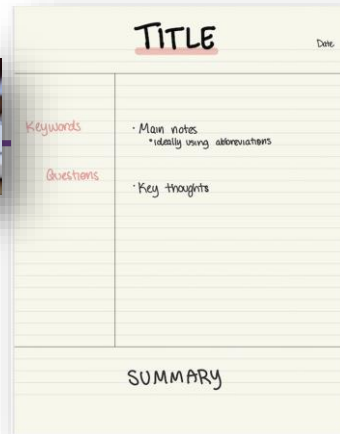 TITLE
Date
Keywords
· Main notes
*ideally using abbreviations
Questions
· Key thoughts
SUMMARY